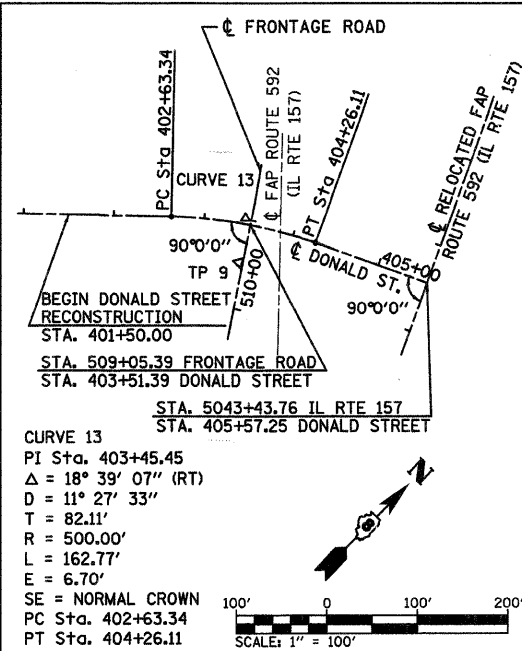 ℄ FRONTAGE ROAD
PC Sta 402+63.34
CURVE 13
℄ FAP ROUTE 592
(IL RTE 157)
PT Sta 404+26.11
℄ RELOCATED FAP
ROUTE 592 (IL RTE 157)
90°0'0"
TP 9
510+00
℄ DONALD ST.
405+00
90°0'0"
BEGIN DONALD STREET
RECONSTRUCTION
STA. 401+50.00
STA. 509+05.39 FRONTAGE ROAD
STA. 403+51.39 DONALD STREET
STA. 5043+43.76 IL RTE 157
STA. 405+57.25 DONALD STREET
CURVE 13
PI Sta. 403+45.45
Δ = 18° 39' 07" (RT)
D = 11° 27' 33"
T = 82.11'
R = 500.00'
L = 162.77'
E = 6.70'
SE = NORMAL CROWN
PC Sta. 402+63.34
PT Sta. 404+26.11
N
100' 0 100' 200'
SCALE: 1" = 100'